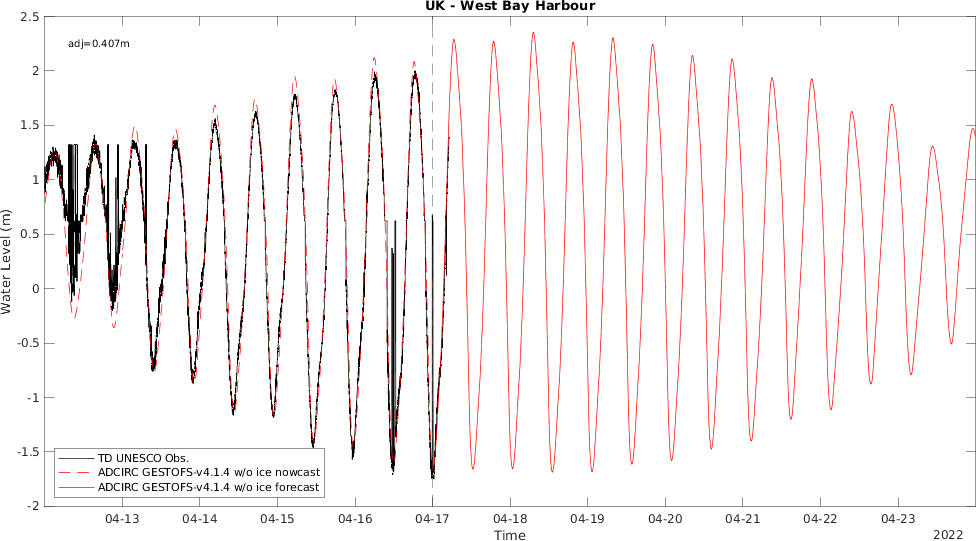 UK - West Bay Harbour
adj=0.407m
2.5
2
1.5
1
0.5
0
-0.5
-1
-1.5
-2
Water Level (m)
TD UNESCO Obs.
ADCIRC GESTOFS-v4.1.4 w/o ice nowcast
ADCIRC GESTOFS-v4.1.4 w/o ice forecast
04-13 04-14 04-15 04-16 04-17 04-18 04-19 04-20 04-21 04-22 04-23
Time
2022